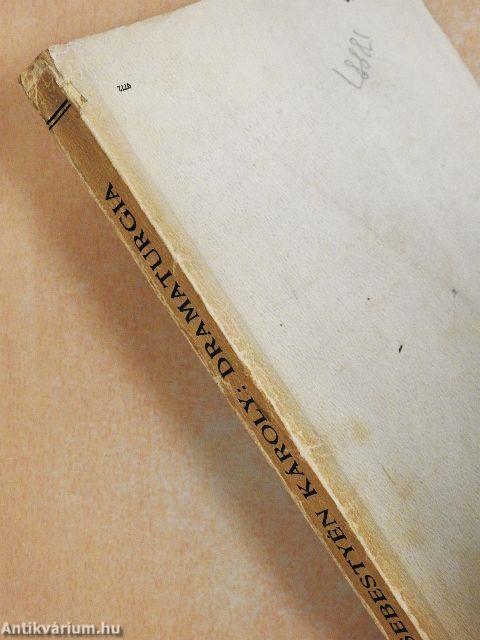 SEBESTYÉN KÁROLY: DRAMATURGIA
Antikvárium.hu